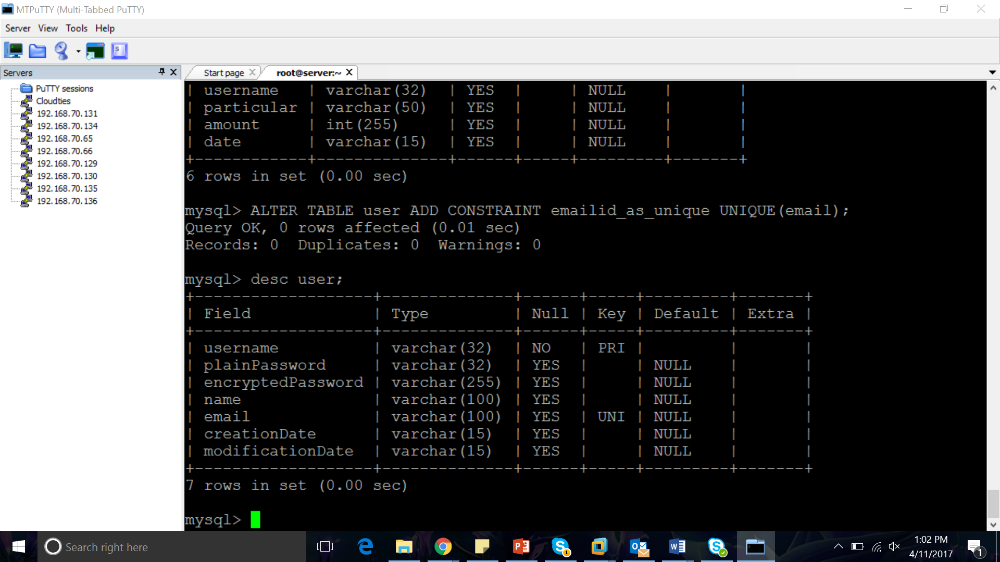 MTPuTTY (Multi-Tabbed PuTTY)
Server View Tools Help
Servers
PuTTY sessions
Cloudties
192.168.70.131
192.168.70.134
192.168.70.65
192.168.70.66
192.168.70.129
192.168.70.130
192.168.70.135
192.168.70.136
Start page root@server:~
| username | varchar(32) | YES | | NULL | |
| particular | varchar(50) | YES | | NULL | |
| amount | int(255) | YES | | NULL | |
| date | varchar(15) | YES | | NULL | |
+------------+--------------+------+-----+---------+-------+
6 rows in set (0.00 sec)
mysql> ALTER TABLE user ADD CONSTRAINT emailid_as_unique UNIQUE(email);
Query OK, 0 rows affected (0.01 sec)
Records: 0 Duplicates: 0 Warnings: 0
mysql> desc user;
+-------------------+--------------+------+-----+---------+-------+
| Field | Type | Null | Key | Default | Extra |
+-------------------+--------------+------+-----+---------+-------+
| username | varchar(32) | NO | PRI | | |
| plainPassword | varchar(32) | YES | | NULL | |
| encryptedPassword | varchar(255) | YES | | NULL | |
| name | varchar(100) | YES | | NULL | |
| email | varchar(100) | YES | UNI | NULL | |
| creationDate | varchar(15) | YES | | NULL | |
| modificationDate | varchar(15) | YES | | NULL | |
+-------------------+--------------+------+-----+---------+-------+
7 rows in set (0.00 sec)
mysql>
Search right here
1:02 PM
4/11/2017
1